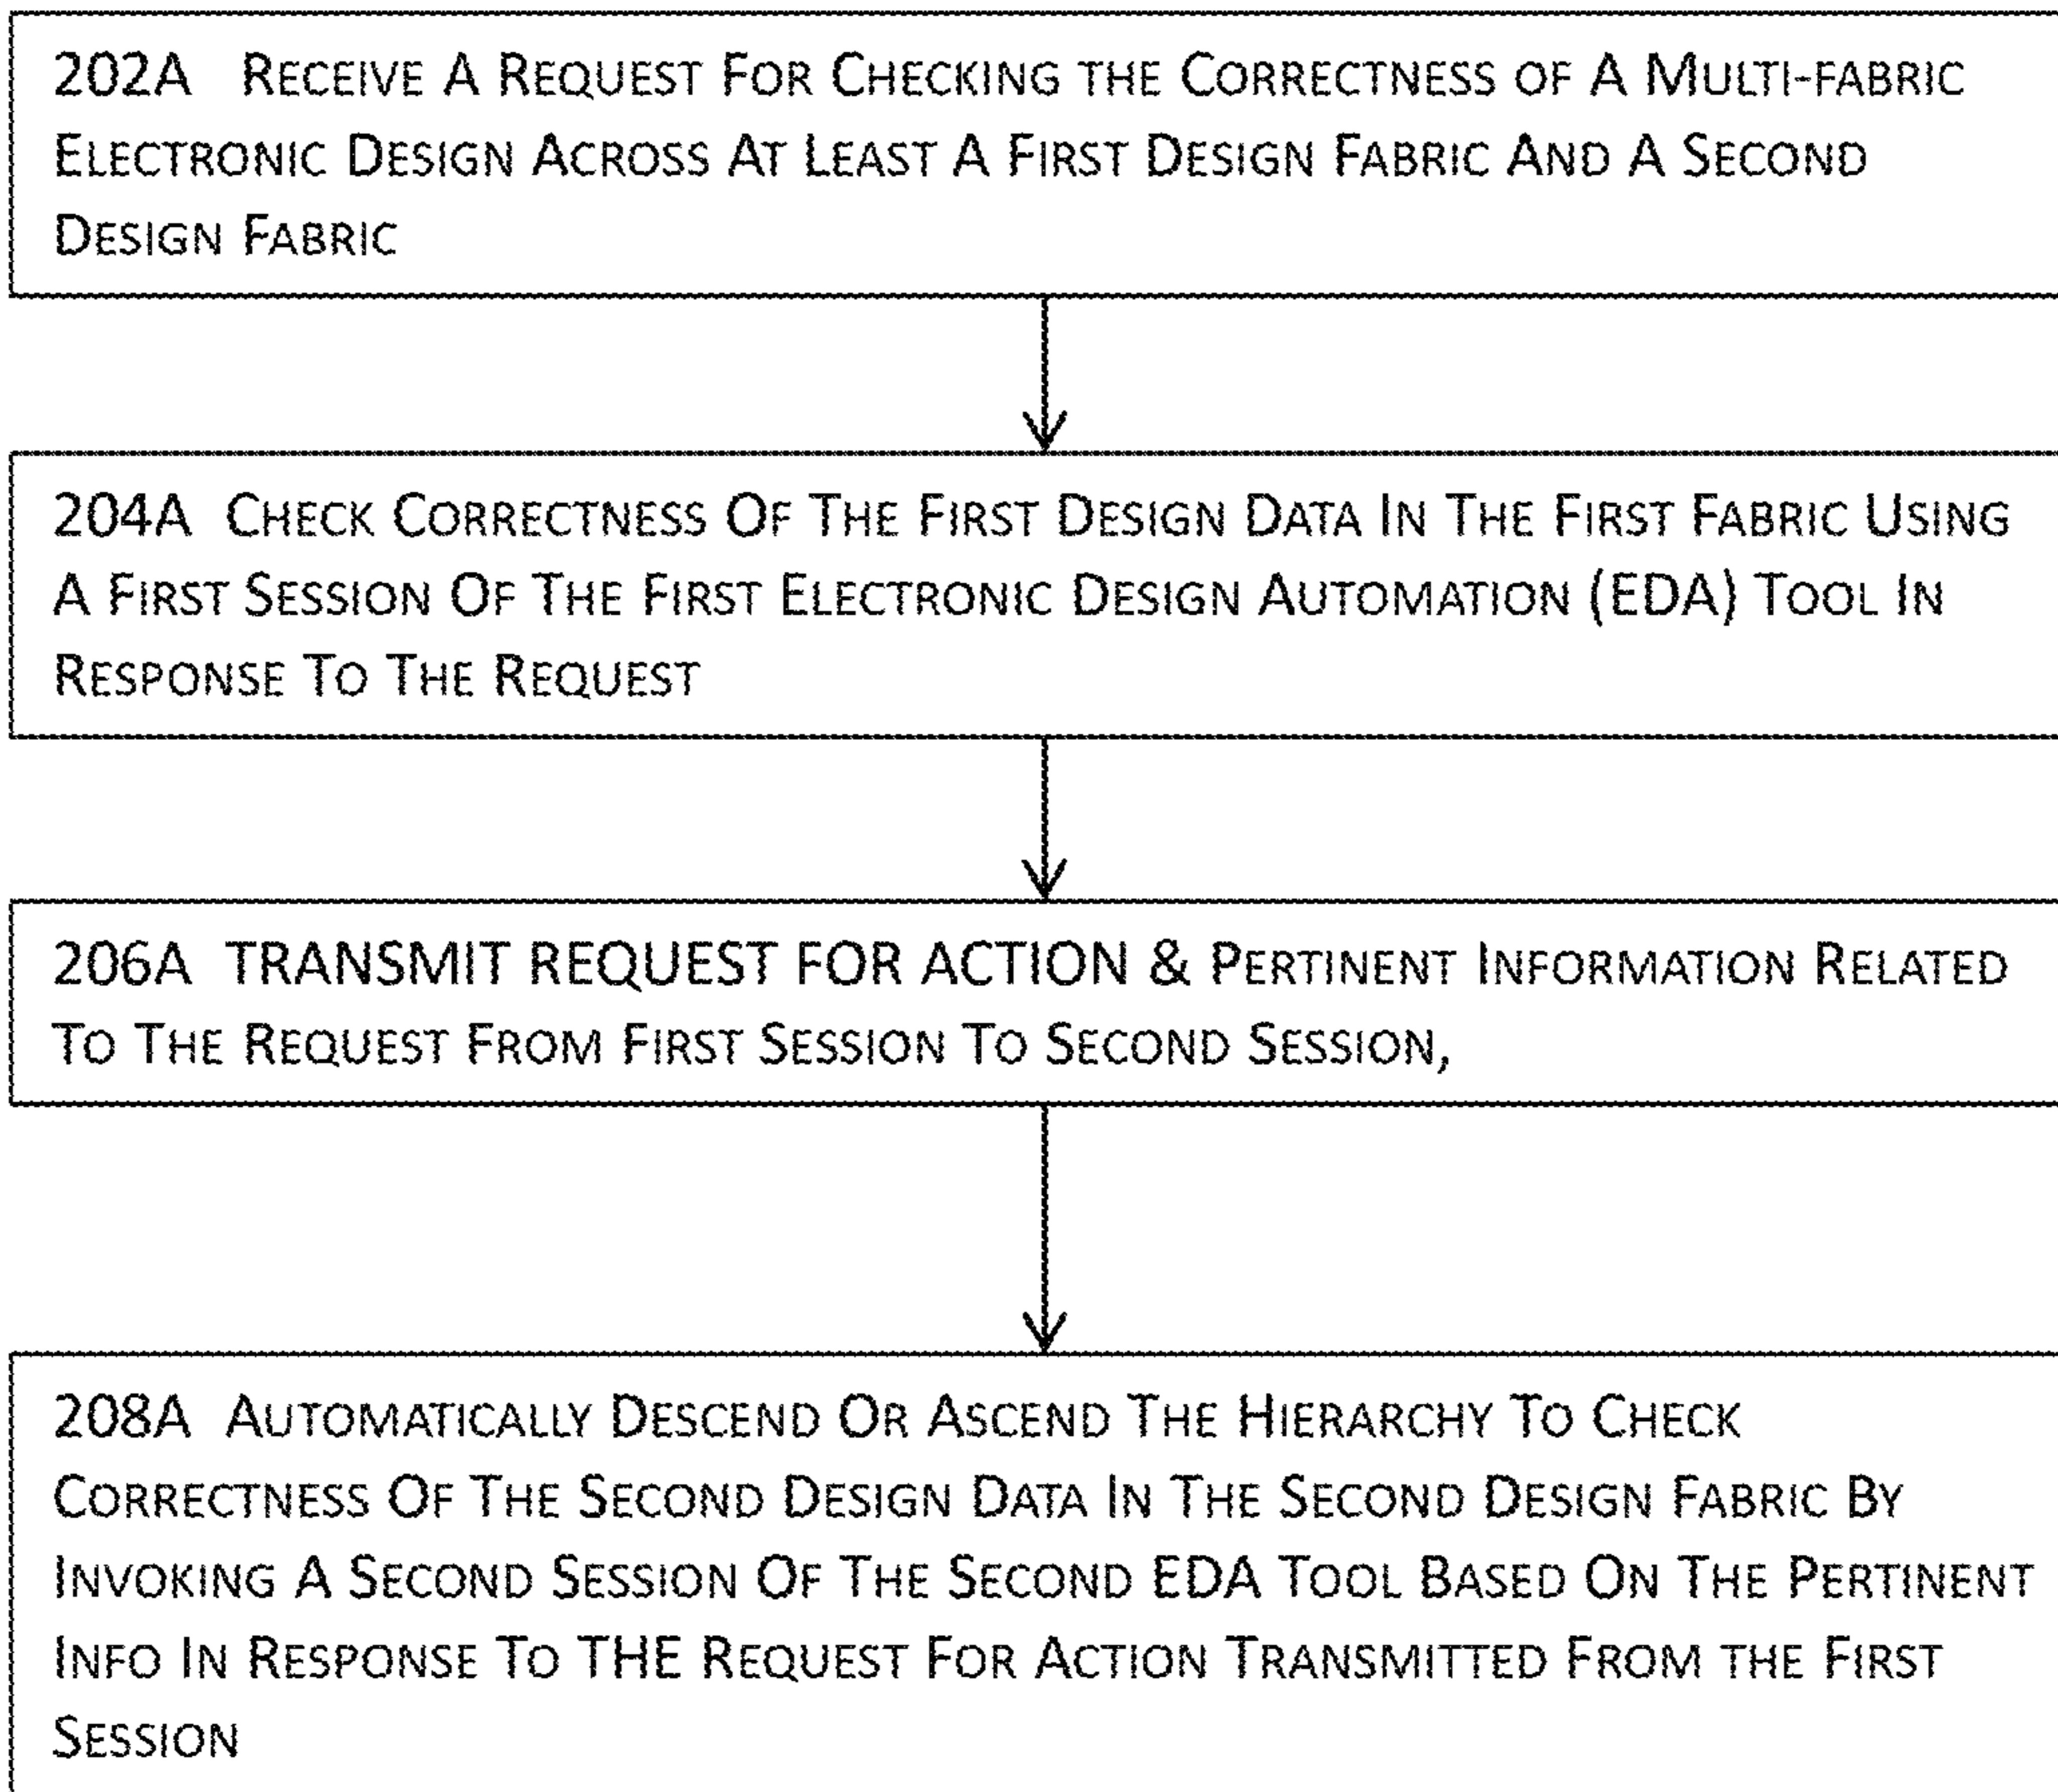 202A Receive A Request For Checking the Correctness of A Multi-fabric
Electronic Design Across At Least A First Design Fabric And A Second
Design Fabric
204A Check Correctness Of The First Design Data In The First Fabric Using
A First Session Of The First Electronic Design Automation (EDA) Tool In
Response To The Request
206A TRANSMIT REQUEST FOR ACTION & Pertinent Information Related
To The Request From First Session To Second Session,
208A Automatically Descend Or Ascend The Hierarchy To Check
Correctness Of The Second Design Data In The Second Design Fabric By
Invoking A Second Session Of The Second EDA Tool Based On The Pertinent
Info In Response To THE Request For Action Transmitted From the First
Session